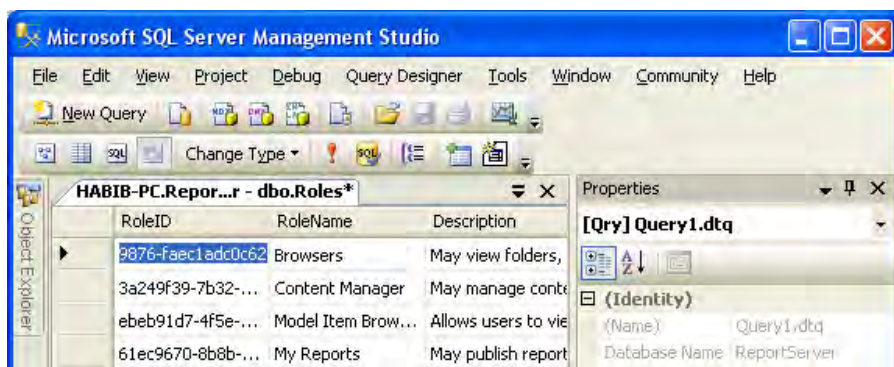 Microsoft SQL Server Management Studio
File Edit View Project Debug Query Designer Tools Window Community Help
New Query
SQL Change Type SQL
HABIB-PC.Repor...r - dbo.Roles*
RoleID RoleName Description
9876-faec1adc0c62 Browsers May view folders,
3a249f39-7b32-... Content Manager May manage conte
ebeb91d7-4f5e-... Model Item Brow... Allows users to vie
61ec9670-8b8b-... My Reports May publish report
Object Explorer
Properties
[Qry] Query1.dtq
(Identity)
(Name) Query1.dtq
Database Name ReportServer